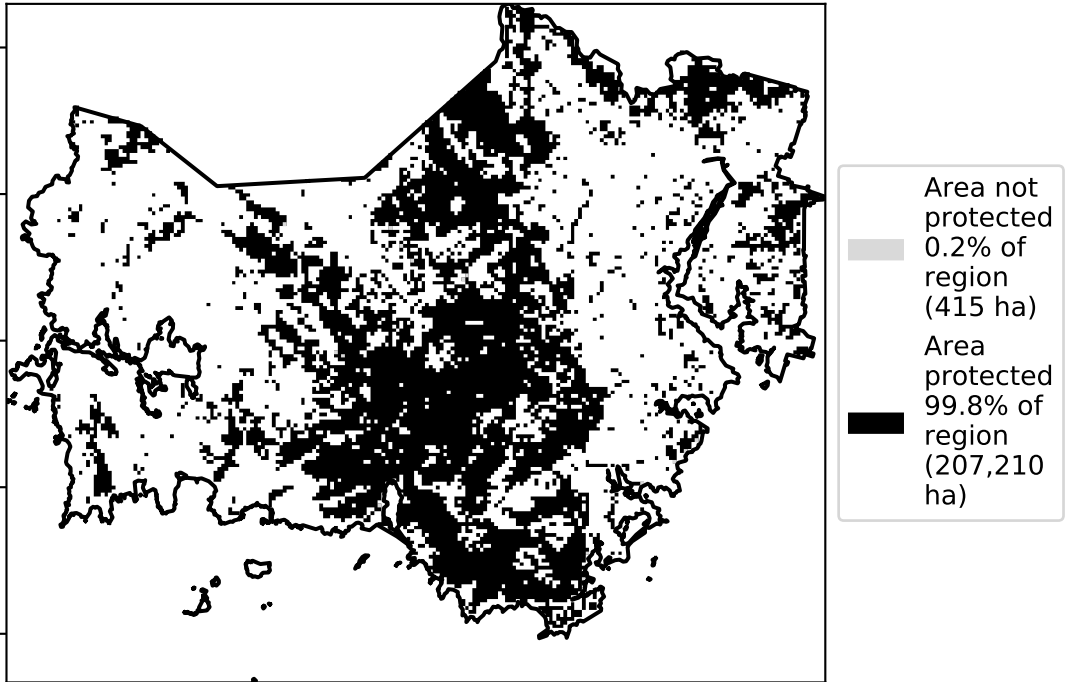 Area not
protected
0.2% of
region
(415 ha)
Area
protected
99.8% of
region
(207,210
ha)